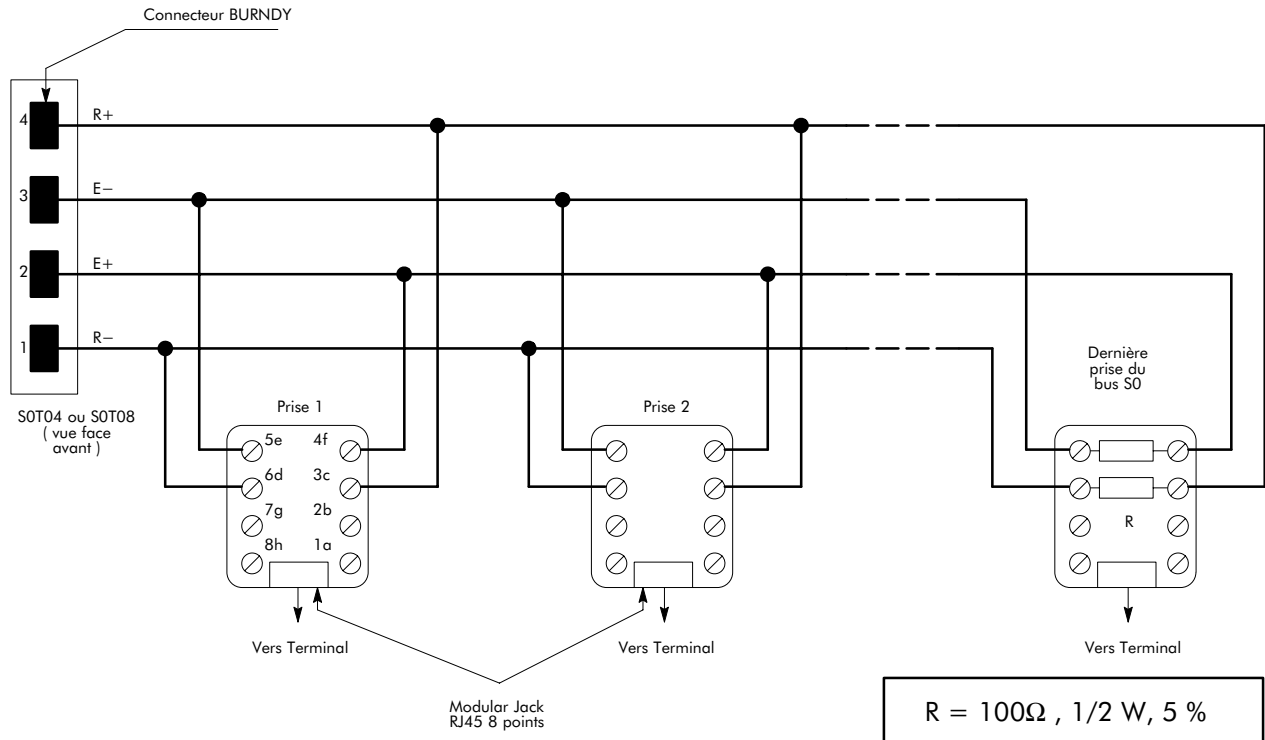 Connecteur BURNDY
4 R+
3 E−
2 E+
1 R−
S0T04 ou S0T08
( vue face
avant )
Prise 1
5e 4f
6d 3c
7g 2b
8h 1a
Vers Terminal
Prise 2
Vers Terminal
Dernière
prise du
bus S0
R
Vers Terminal
Modular Jack
RJ45 8 points
R = 100Ω , 1/2 W, 5 %